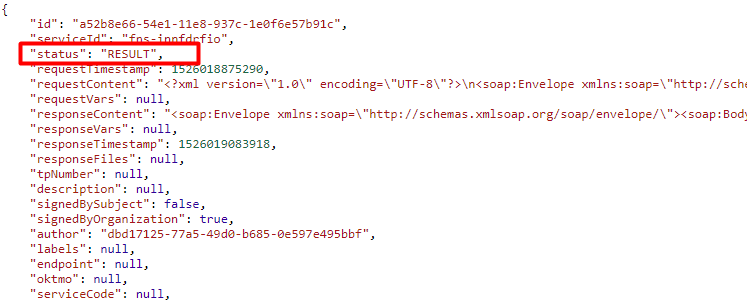 {
"id": "a52b8e66-54e1-11e8-937c-1e0f6e57b91c",
"serviceId": "fns-innfdrfio",
"status": "RESULT",
"requestTimestamp": 1526018875290,
"requestContent": "<?xml version=\"1.0\" encoding=\"UTF-8\"?>\n<soap:Envelope xmlns:soap=\"http://sche
"requestVars": null,
"responseContent": "<soap:Envelope xmlns:soap=\"http://schemas.xmlsoap.org/soap/envelope/\"><soap:Body
"responseVars": null,
"responseTimestamp": 1526019083918,
"responseFiles": null,
"tpNumber": null,
"description": null,
"signedBySubject": false,
"signedByOrganization": true,
"author": "dbd17125-77a5-49d0-b685-0e597e495bbf",
"labels": null,
"endpoint": null,
"oktmo": null,
"serviceCode": null,